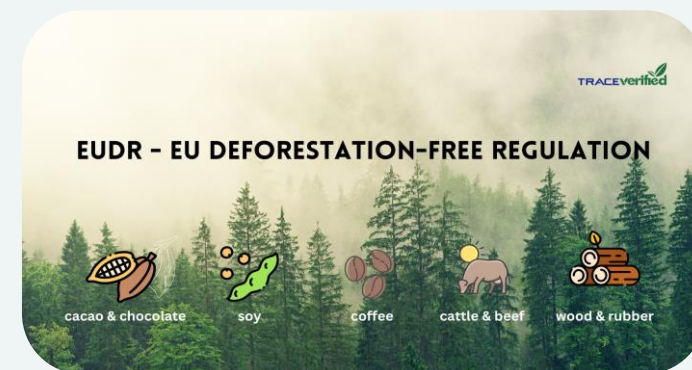 TRACEverified
EUDR - EU DEFORESTATION-FREE REGULATION
cacao & chocolate soy coffee cattle & beef wood & rubber